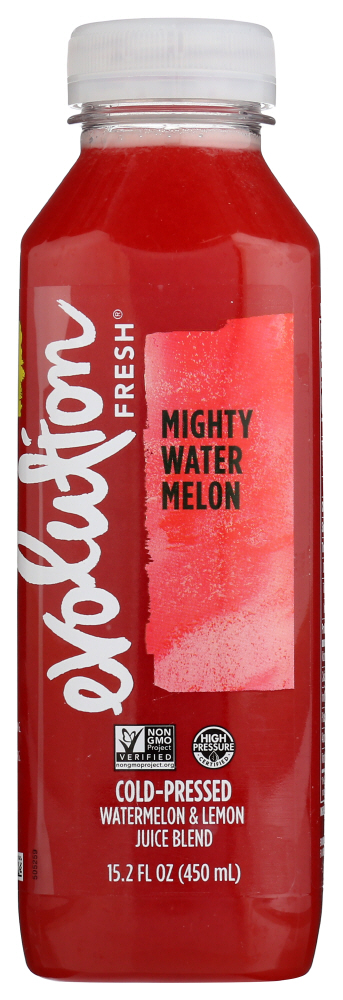 evolution
FRESH®
MIGHTY
WATER
MELON
NON
GMO
Project
VERIFIED
nongmoproject.org
HIGH
PRESSURE
CERTIFIED
COLD-PRESSED
WATERMELON & LEMON
JUICE BLEND
15.2 FL OZ (450 mL)